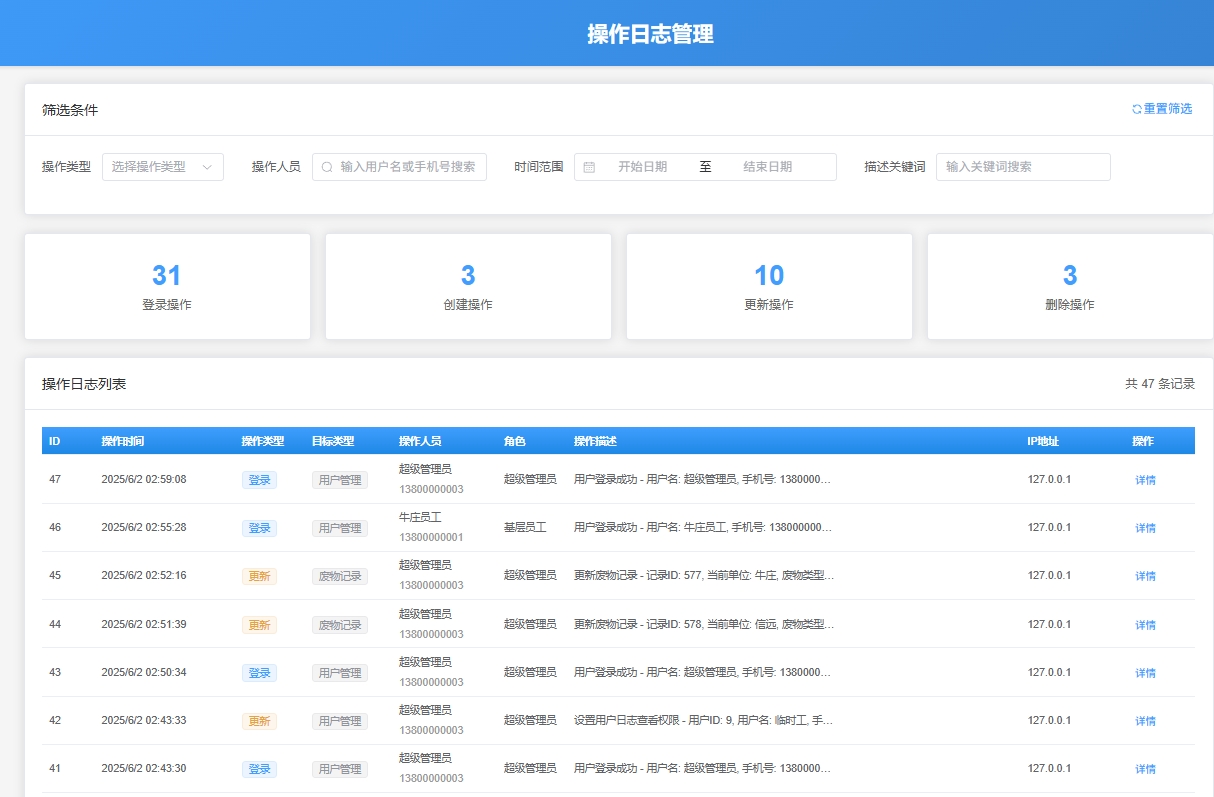 操作日志管理
筛选条件 重置筛选
操作类型 选择操作类型 操作人员 输入用户名或手机号搜索 时间范围 开始日期 至 结束日期 描述关键词 输入关键词搜索
31 3 10 3
登录操作 创建操作 更新操作 删除操作
操作日志列表 共 47 条记录
ID 操作时间 操作类型 目标类型 操作人员 角色 操作描述 IP地址 操作
47 2025/6/2 02:59:08 登录 用户管理 超级管理员 13800000003 超级管理员 用户登录成功 - 用户名: 超级管理员, 手机号: 1380000... 127.0.0.1 详情
46 2025/6/2 02:55:28 登录 用户管理 牛庄员工 13800000001 基层员工 用户登录成功 - 用户名: 牛庄员工, 手机号: 138000000... 127.0.0.1 详情
45 2025/6/2 02:52:16 更新 废物记录 超级管理员 13800000003 超级管理员 更新废物记录 - 记录ID: 577, 当前单位: 牛庄, 废物类型... 127.0.0.1 详情
44 2025/6/2 02:51:39 更新 废物记录 超级管理员 13800000003 超级管理员 更新废物记录 - 记录ID: 578, 当前单位: 信远, 废物类型... 127.0.0.1 详情
43 2025/6/2 02:50:34 登录 用户管理 超级管理员 13800000003 超级管理员 用户登录成功 - 用户名: 超级管理员, 手机号: 1380000... 127.0.0.1 详情
42 2025/6/2 02:43:33 更新 用户管理 超级管理员 13800000003 超级管理员 设置用户日志查看权限 - 用户ID: 9, 用户名: 临时工, 手... 127.0.0.1 详情
41 2025/6/2 02:43:30 登录 用户管理 超级管理员 13800000003 超级管理员 用户登录成功 - 用户名: 超级管理员, 手机号: 1380000... 127.0.0.1 详情